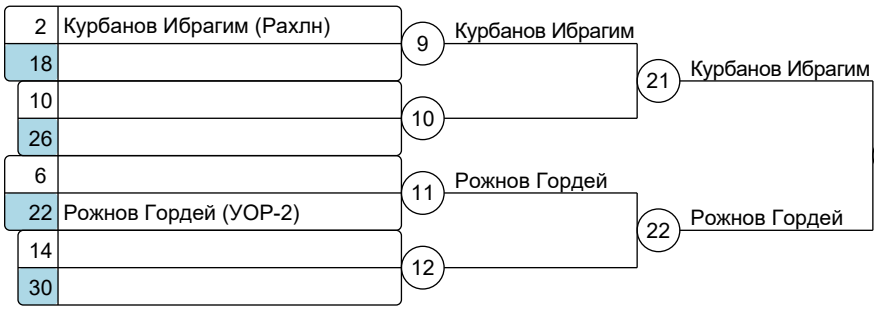 2 Курбанов Ибрагим (Рахлн)
18
9 Курбанов Ибрагим
10
26
10
21 Курбанов Ибрагим
6
22 Рожнов Гордей (УОР-2)
11 Рожнов Гордей
14
30
12
22 Рожнов Гордей